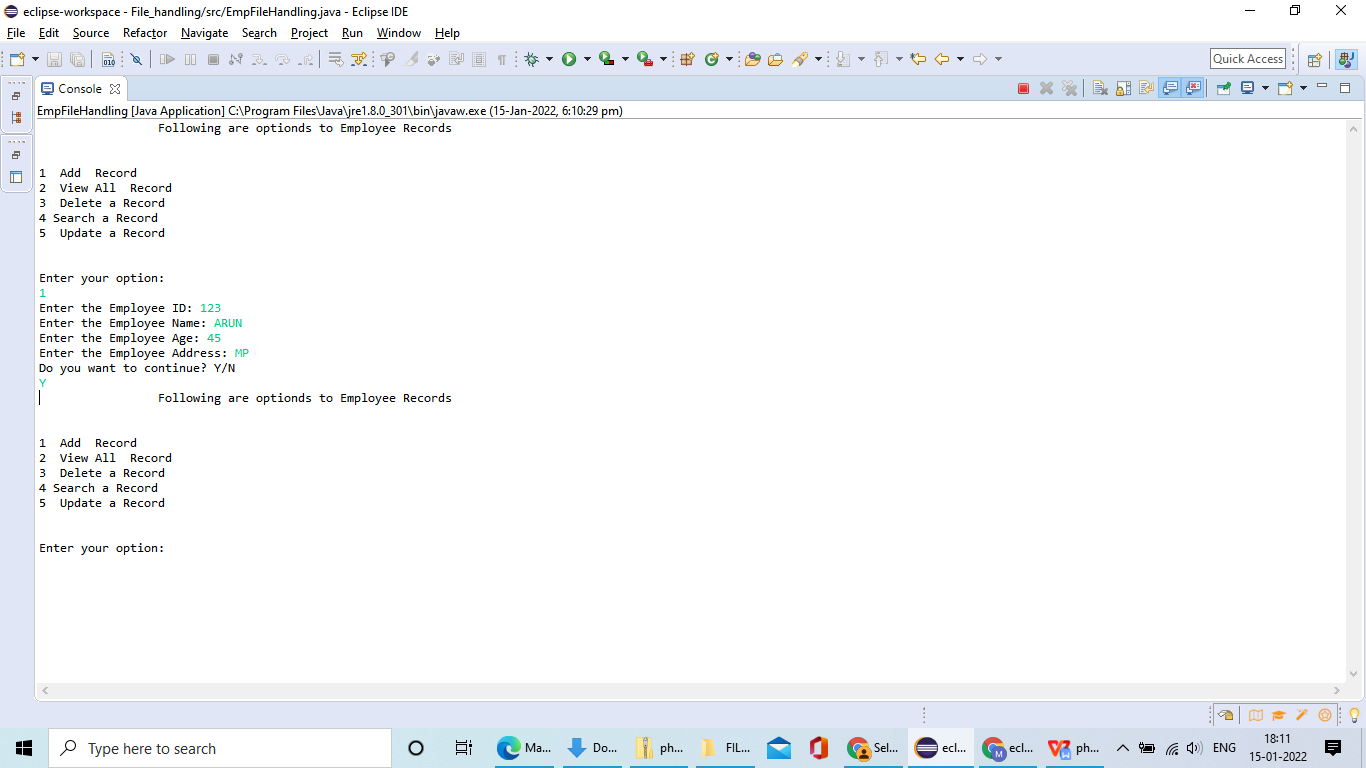 eclipse-workspace - File_handling/src/EmpFileHandling.java - Eclipse IDE
File Edit Source Refactor Navigate Search Project Run Window Help
Quick Access
Console
EmpFileHandling [Java Application] C:\Program Files\Java\jre1.8.0_301\bin\javaw.exe (15-Jan-2022, 6:10:29 pm)
Following are optionds to Employee Records
1  Add  Record
2  View All  Record
3  Delete a Record
4 Search a Record
5  Update a Record
Enter your option:
1
Enter the Employee ID: 123
Enter the Employee Name: ARUN
Enter the Employee Age: 45
Enter the Employee Address: MP
Do you want to continue? Y/N
Y
Following are optionds to Employee Records
1  Add  Record
2  View All  Record
3  Delete a Record
4 Search a Record
5  Update a Record
Enter your option:
Type here to search
Ma...
Do...
ph...
FIL...
Sel...
ecl...
ecl...
ph...
ENG
18:11
15-01-2022